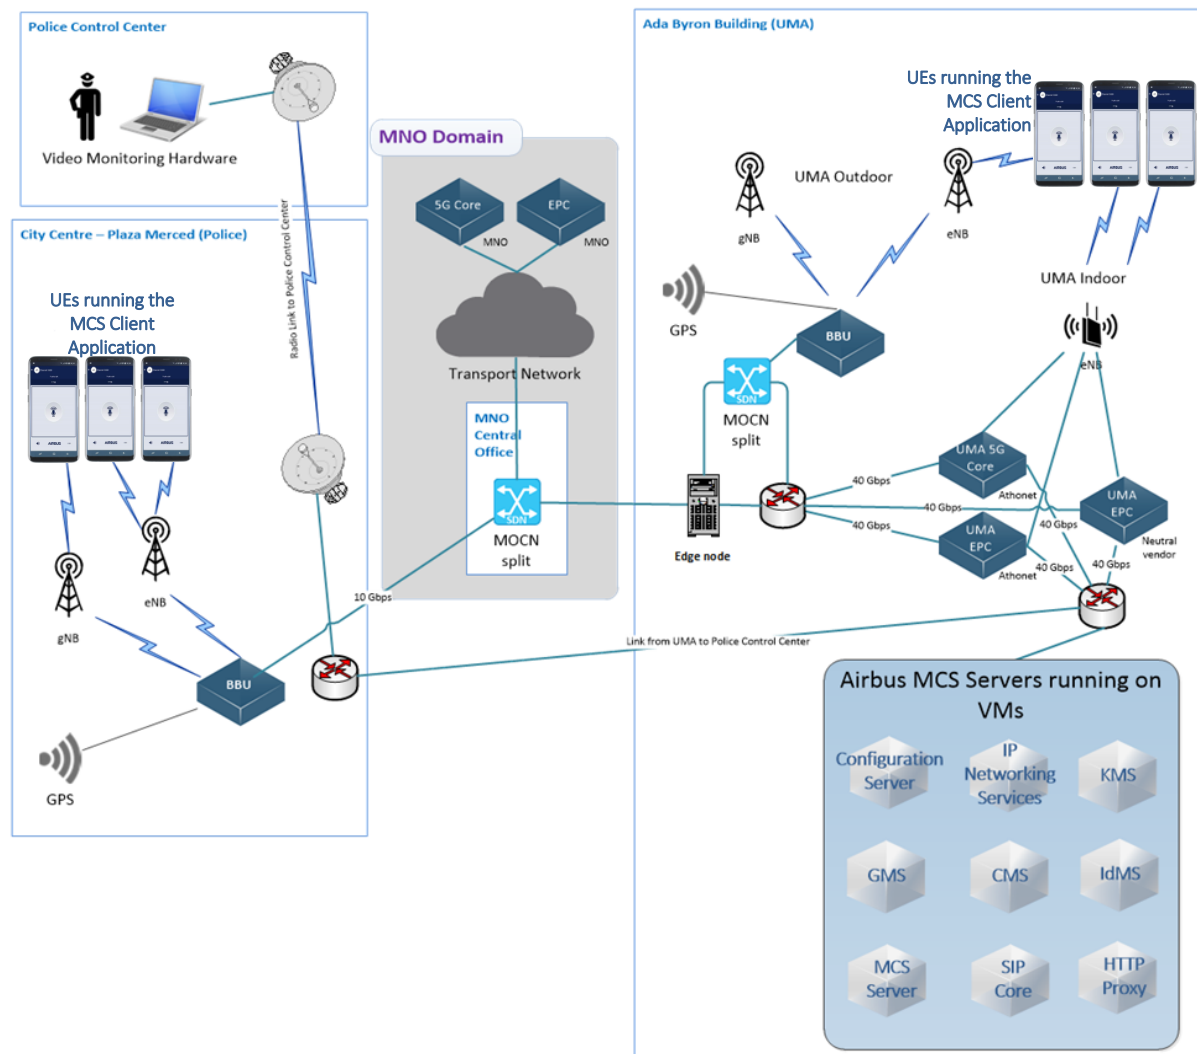 Police Control Center
Video Monitoring Hardware
City Centre – Plaza Merced (Police)
UEs running the
MCS Client
Application
AIRBUS
AIRBUS
AIRBUS
gNB
eNB
BBU
GPS
Radio Link to Police Control Center
10 Gbps
MNO Domain
5G Core
MNO
EPC
MNO
Transport Network
MNO
Central
Office
SDN
MOCN
split
Ada Byron Building (UMA)
UEs running the
MCS Client
Application
AIRBUS
AIRBUS
AIRBUS
UMA Outdoor
gNB
eNB
GPS
BBU
UMA Indoor
eNB
SDN
MOCN
split
Edge node
40 Gbps
40 Gbps
40 Gbps
UMA 5G
Core
Athonet
UMA
EPC
Athonet
UMA
EPC
Neutral
vendor
40 Gbps
40 Gbps
40 Gbps
Link from UMA to Police Control Center
Airbus MCS Servers running on
VMs
Configuration
Server
IP
Networking
Services
KMS
GMS
CMS
IdMS
MCS
Server
SIP
Core
HTTP
Proxy